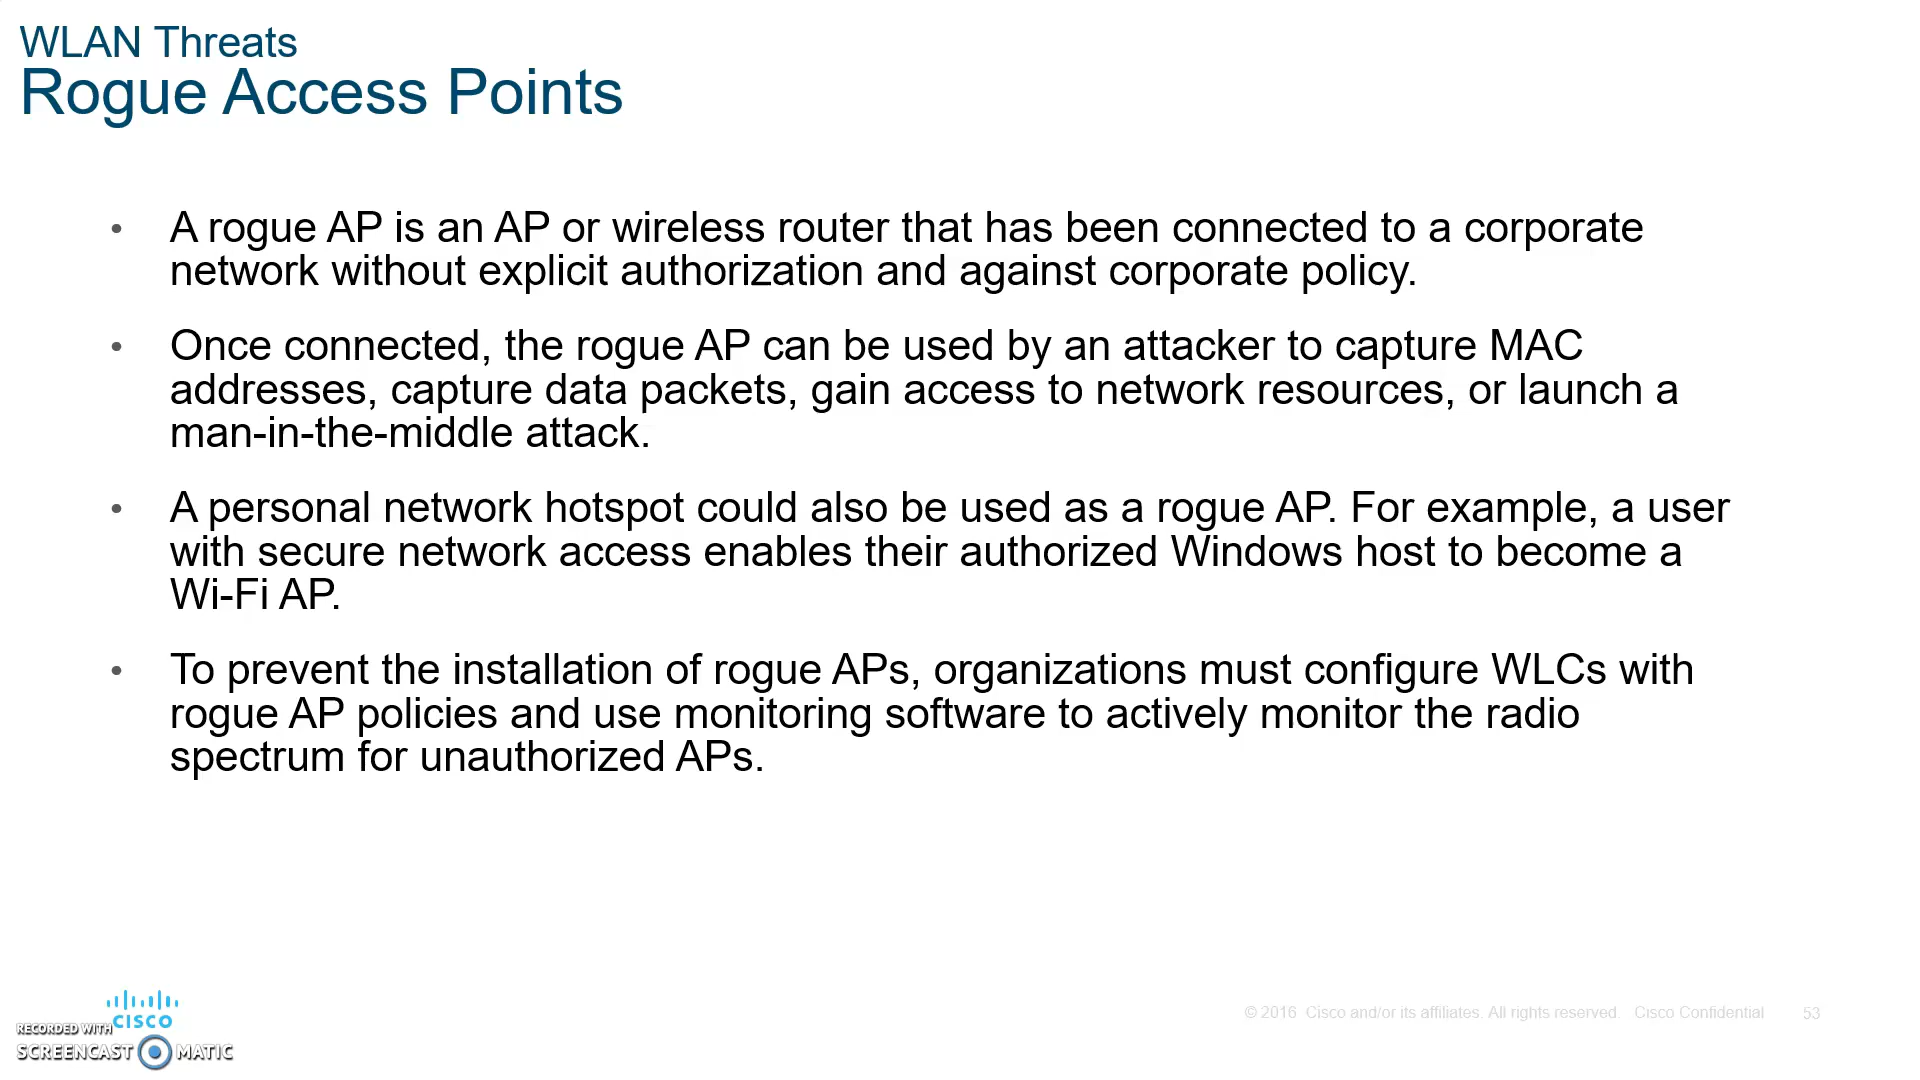 WLAN Threats
Rogue Access Points
• A rogue AP is an AP or wireless router that has been connected to a corporate
network without explicit authorization and against corporate policy.
• Once connected, the rogue AP can be used by an attacker to capture MAC
addresses, capture data packets, gain access to network resources, or launch a
man-in-the-middle attack.
• A personal network hotspot could also be used as a rogue AP. For example, a user
with secure network access enables their authorized Windows host to become a
Wi-Fi AP.
• To prevent the installation of rogue APs, organizations must configure WLCs with
rogue AP policies and use monitoring software to actively monitor the radio
spectrum for unauthorized APs.
CISCO
RECORDED WITH
SCREENCAST MATIC
© 2016 Cisco and/or its affiliates. All rights reserved. Cisco Confidential 53